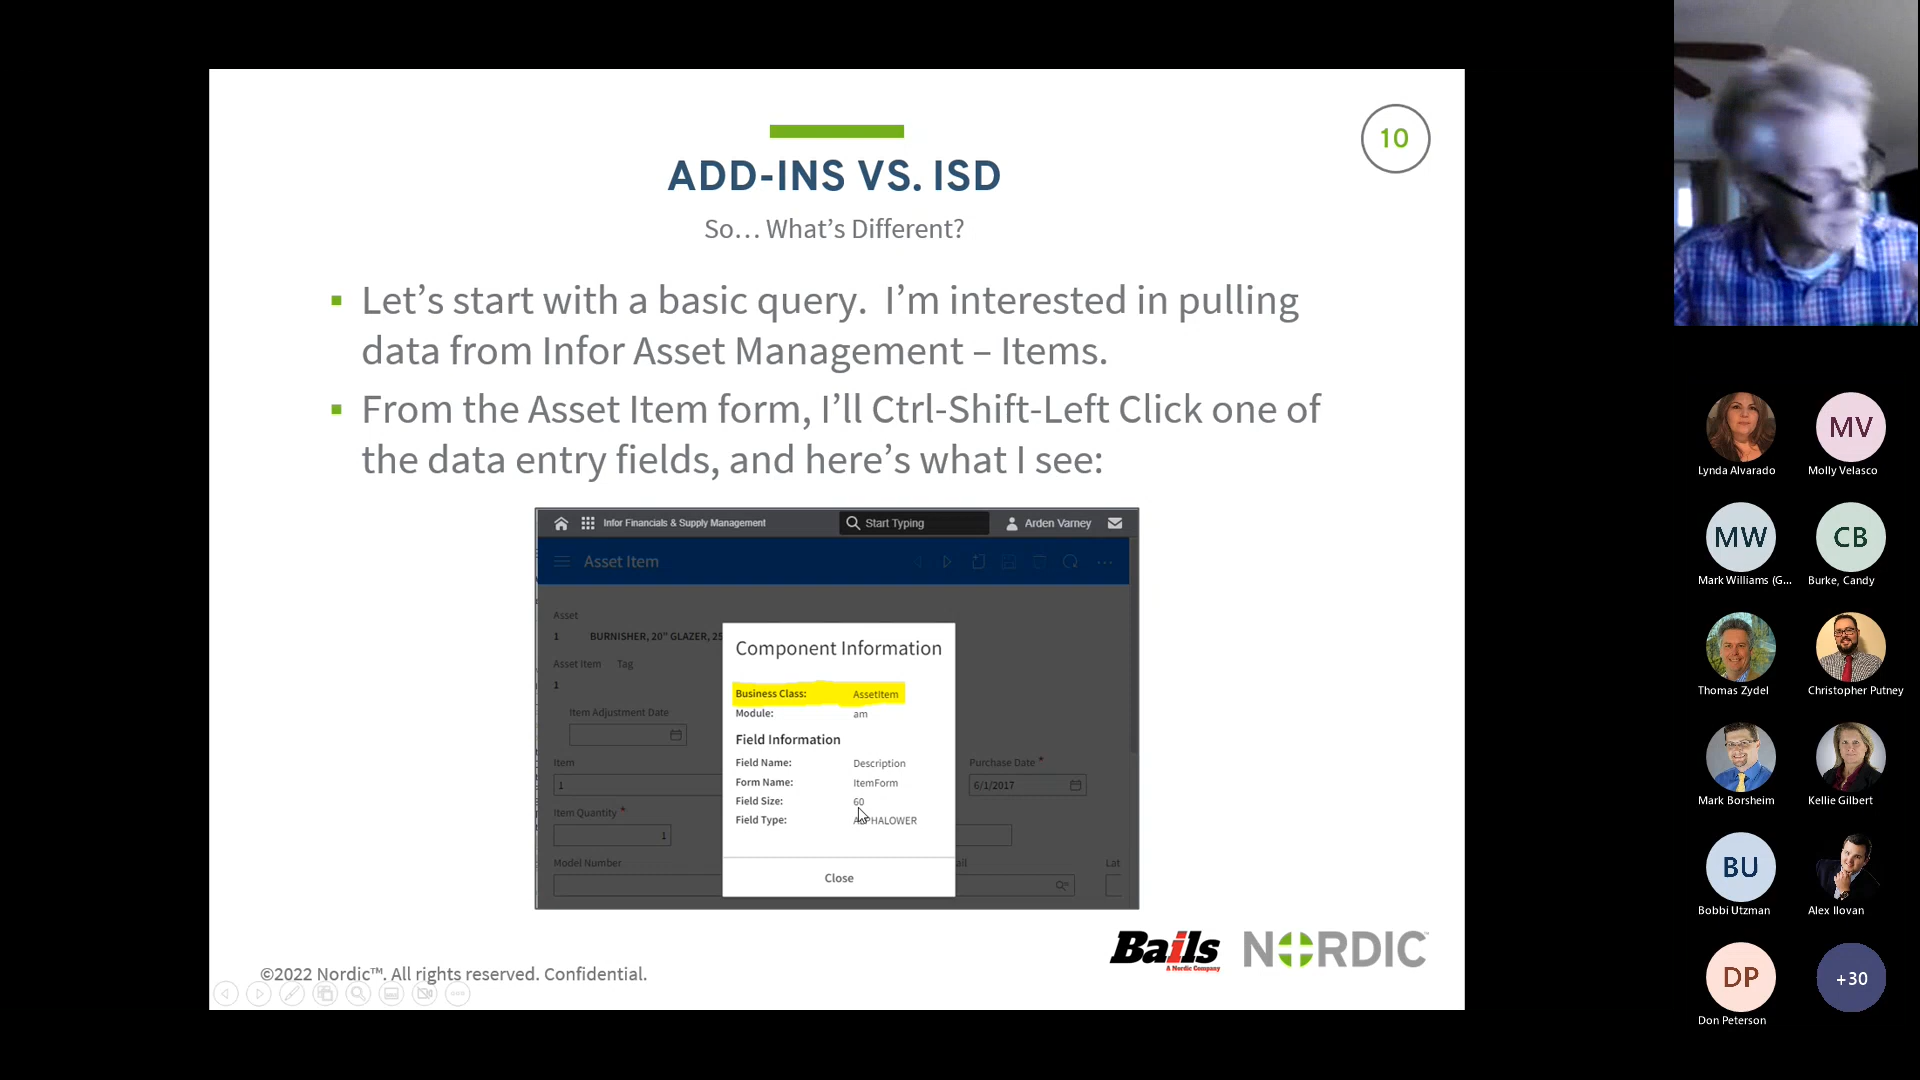 10
ADD-INS VS. ISD
So… What's Different?
▪ Let's start with a basic query.  I'm interested in pulling
data from Infor Asset Management – Items.
▪ From the Asset Item form, I'll Ctrl-Shift-Left Click one of
the data entry fields, and here's what I see:
Infor Financials & Supply Management
Start Typing
Arden Varney
Asset Item
Asset
1 BURNISHER, 20" GLAZER, 25
Asset Item Tag
1
Item Adjustment Date
Item
1
Purchase Date *
6/1/2017
Item Quantity *
1
Model Number
ail
Lat
Component Information
Business Class: AssetItem
Module: am
Field Information
Field Name: Description
Form Name: ItemForm
Field Size: 60
Field Type: ALPHALOWER
Close
Bails
A Nordic Company
NORDIC™
©2022 Nordic™. All rights reserved. Confidential.
Lynda Alvarado
MV
Molly Velasco
MW
Mark Williams (G...
CB
Burke, Candy
Thomas Zydel
Christopher Putney
Mark Borsheim
Kellie Gilbert
BU
Bobbi Utzman
Alex Ilovan
DP
Don Peterson
+30